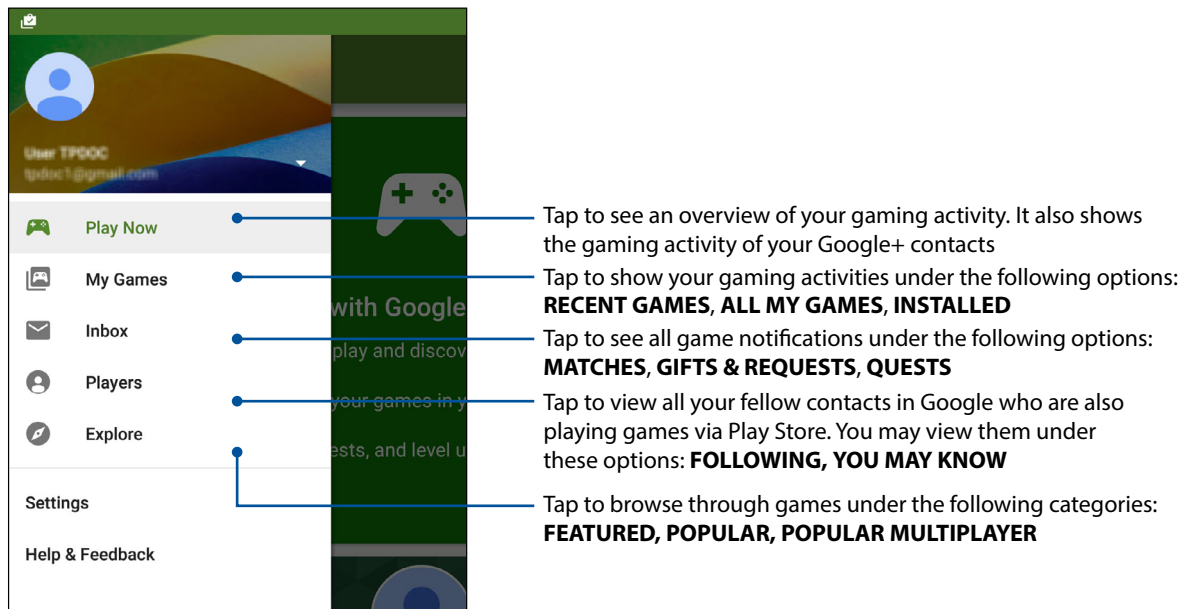 User TPDOC
tpdoc1@gmail.com
Play Now
My Games
Inbox
Players
Explore
Settings
Help & Feedback
with Google
play and discov
your games in y
ests, and level u
Tap to see an overview of your gaming activity. It also shows
the gaming activity of your Google+ contacts
Tap to show your gaming activities under the following options:
RECENT GAMES, ALL MY GAMES, INSTALLED
Tap to see all game notifications under the following options:
MATCHES, GIFTS & REQUESTS, QUESTS
Tap to view all your fellow contacts in Google who are also
playing games via Play Store. You may view them under
these options: FOLLOWING, YOU MAY KNOW
Tap to browse through games under the following categories:
FEATURED, POPULAR, POPULAR MULTIPLAYER